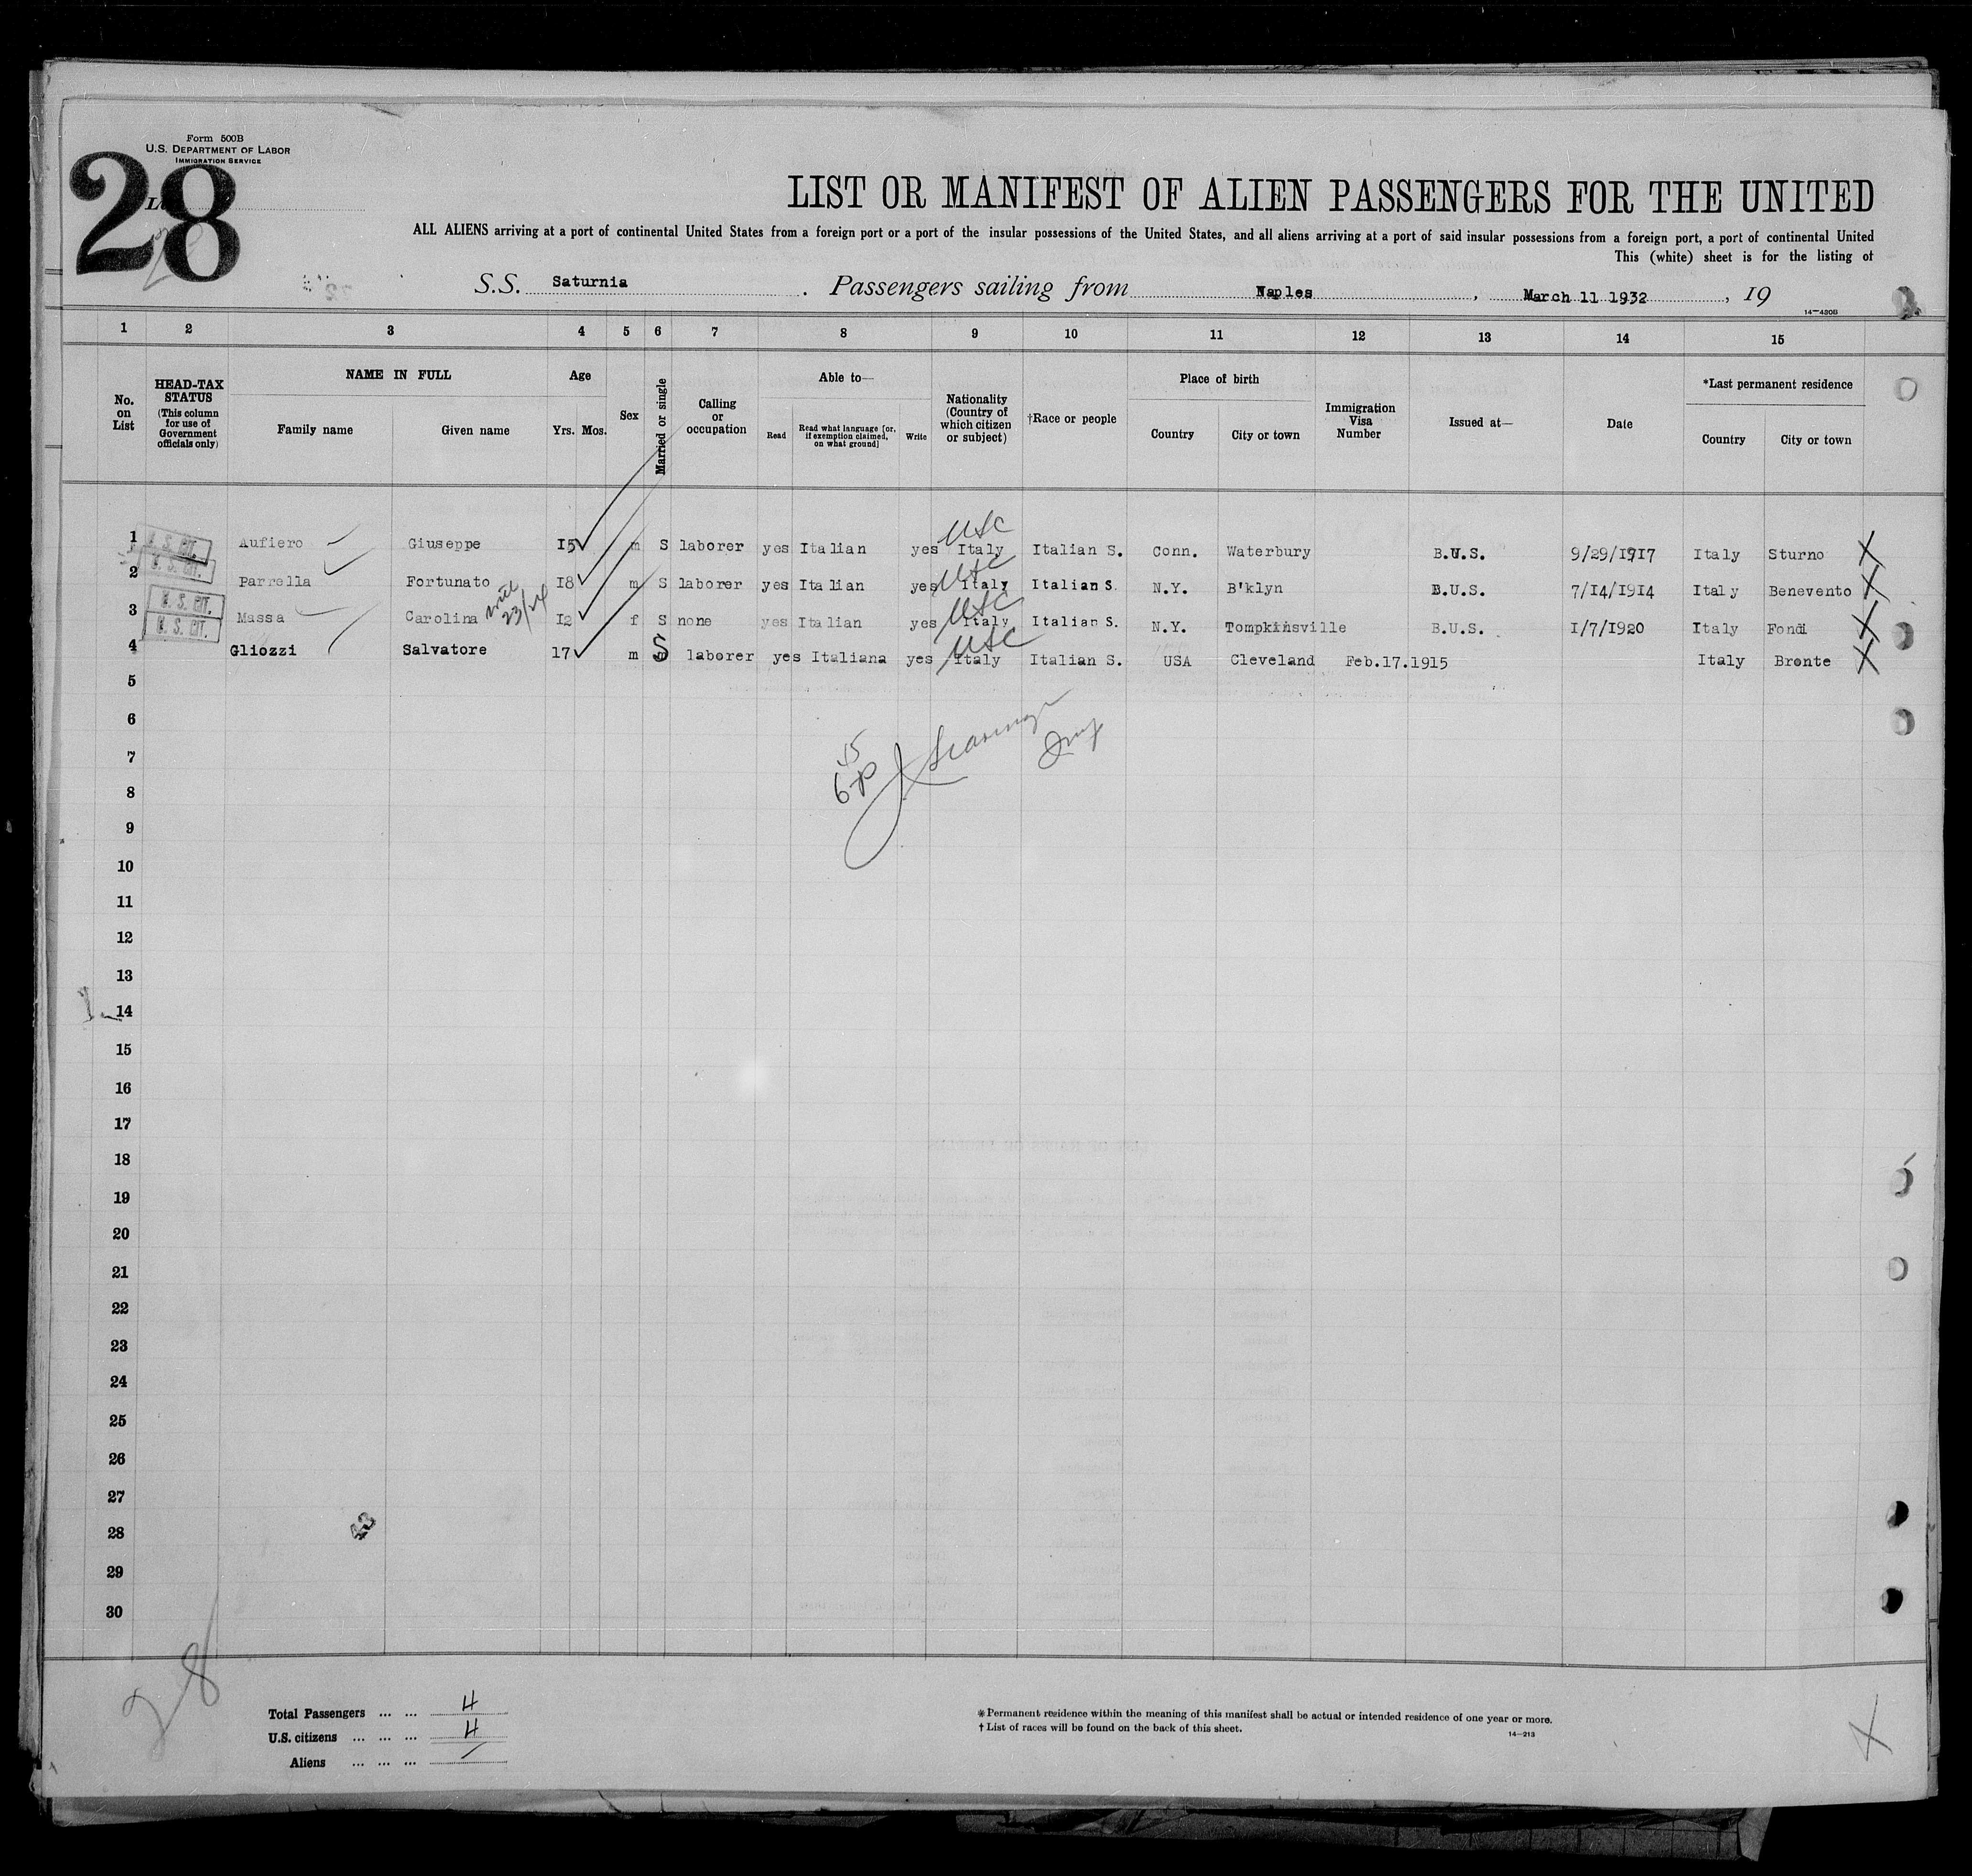 Form 500B
U.S. DEPARTMENT OF LABOR
IMMIGRATION SERVICE
28
LIST OR MANIFEST OF ALIEN PASSENGERS FOR THE UNITED
ALL ALIENS arriving at a port of continental United States from a foreign port or a port of the insular possessions of the United States, and all aliens arriving at a port of said insular possessions from a foreign port, a port of continental United
This (white) sheet is for the listing of
S.S. Saturnia. Passengers sailing from Naples, March 11 1932, 19
14—430B
1 2 3 4 5 6 7 8 9 10 11 12 13 14 15
No. on List
HEAD-TAX STATUS (This column for use of Government officials only)
NAME IN FULL
Family name Given name
Age
Yrs. Mos.
Sex
Married or single
Calling or occupation
Able to—
Read Read what language [or, if exemption claimed, on what ground] Write
Nationality (Country of which citizen or subject)
†Race or people
Place of birth
Country City or town
Immigration Visa Number
Issued at—
Date
*Last permanent residence
Country City or town
1 U. S. CIT. Aufiero Giuseppe 15 m S laborer yes Italian yes Italy USC Italian S. Conn. Waterbury B.U.S. 9/29/1917 Italy Sturno X
2 U. S. CIT. Parrella Fortunato 18 m S laborer yes Italian yes Italy USC Italian S. N.Y. B'klyn B.U.S. 7/14/1914 Italy Benevento X
3 U. S. CIT. Massa Carolina 23/24 12 f S none yes Italian yes Italy USC Italian S. N.Y. Tompkinsville B.U.S. 1/7/1920 Italy Fondi X
4 U. S. CIT. Gliozzi Salvatore 17 m S laborer yes Italiana yes Italy USC Italian S. USA Cleveland Feb.17.1915 Italy Bronte X
5
6
7
8
9
10
11
12
13
14
15
16
17
18
19
20
21
22
23
24
25
26
27
28
29
30
28
Total Passengers ... ... 4
U.S. citizens ... ... ... 4
Aliens ... ... ... /
*Permanent residence within the meaning of this manifest shall be actual or intended residence of one year or more.
†List of races will be found on the back of this sheet.
14—213
X